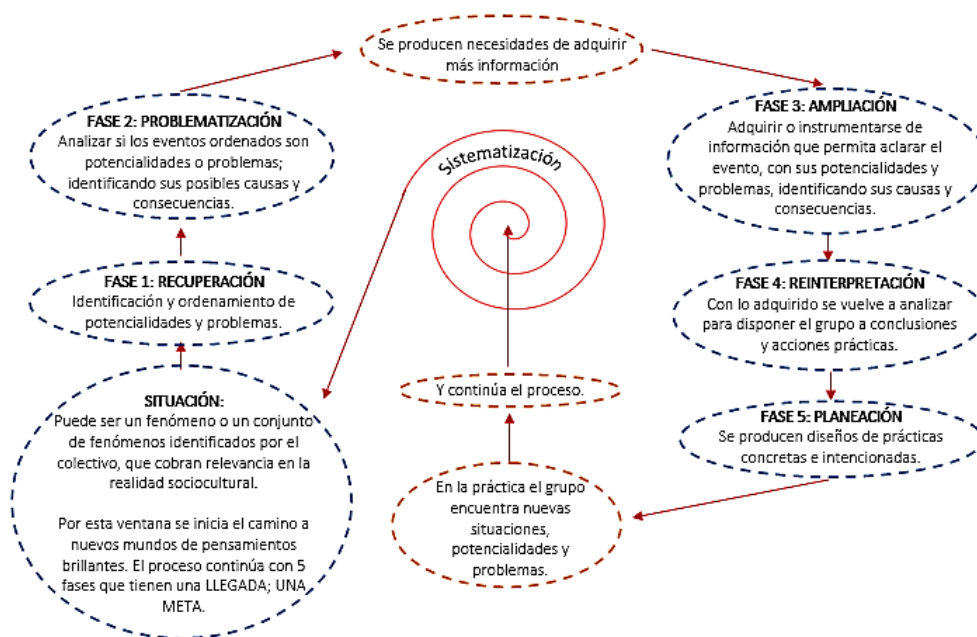 Se producen necesidades de adquirir
más información
FASE 2: PROBLEMATIZACIÓN
Analizar si los eventos ordenados son
potencialidades o problemas;
identificando sus posibles causas y
consecuencias.
FASE 3: AMPLIACIÓN
Adquirir o instrumentarse de
información que permita aclarar el
evento, con sus potencialidades y
problemas, identificando sus causas y
consecuencias.
Sistematización
FASE 1: RECUPERACIÓN
Identificación y ordenamiento de
potencialidades y problemas.
FASE 4: REINTERPRETACIÓN
Con lo adquirido se vuelve a analizar
para disponer el grupo a conclusiones
y acciones prácticas.
SITUACIÓN:
Puede ser un fenómeno o un conjunto
de fenómenos identificados por el
colectivo, que cobran relevancia en la
realidad sociocultural.
Por esta ventana se inicia el camino a
nuevos mundos de pensamientos
brillantes. El proceso continúa con 5
fases que tienen una LLEGADA; UNA
META.
Y continúa el proceso.
FASE 5: PLANEACIÓN
Se producen diseños de prácticas
concretas e intencionadas.
En la práctica el grupo
encuentra nuevas
situaciones,
potencialidades y
problemas.